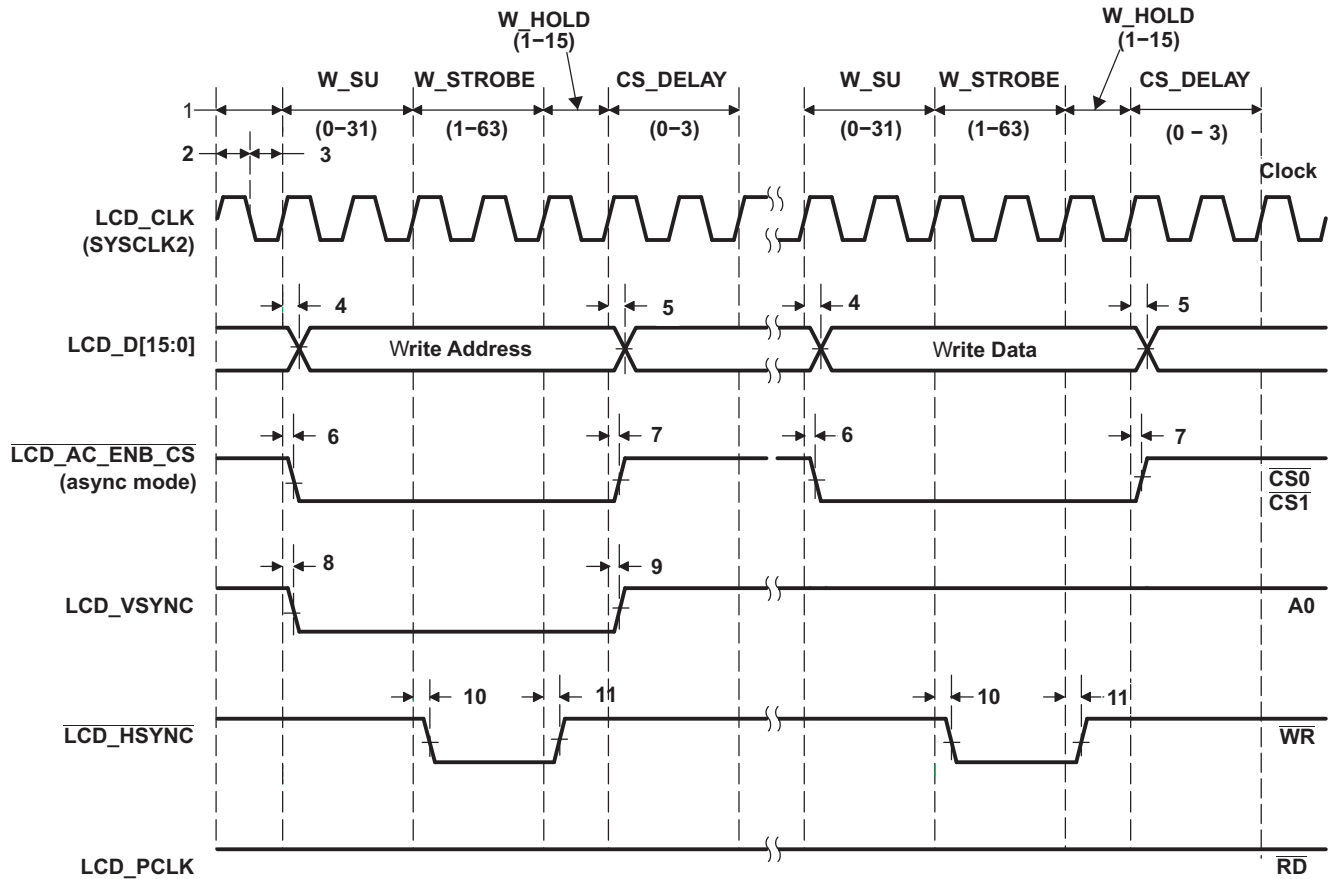 W_HOLD
(1−15)
W_HOLD
(1−15)
W_SU
W_STROBE
CS_DELAY
W_SU
W_STROBE
CS_DELAY
1
(0−31)
(1−63)
(0−3)
(0−31)
(1−63)
(0 − 3)
2
3
Clock
LCD_CLK
(SYSCLK2)
4
5
4
5
LCD_D[15:0]
Write Address
Write Data
6
7
6
7
LCD_AC_ENB_CS
(async mode)
CS0
CS1
8
9
LCD_VSYNC
A0
10
11
10
11
LCD_HSYNC
WR
LCD_PCLK
RD